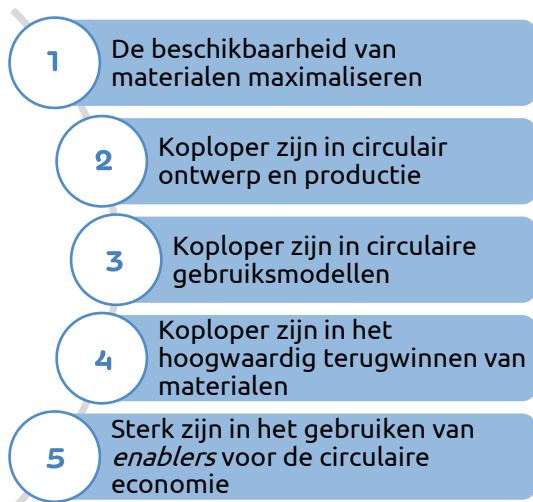 1
De beschikbaarheid van
materialen maximaliseren
2
Koploper zijn in circulair
ontwerp en productie
3
Koploper zijn in circulaire
gebruiksmodellen
4
Koploper zijn in het
hoogwaardig terugwinnen van
materialen
5
Sterk zijn in het gebruiken van
enablers voor de circulaire
economie